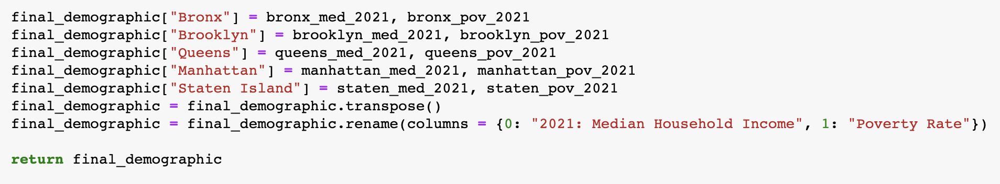 final_demographic["Bronx"] = bronx_med_2021, bronx_pov_2021
final_demographic["Brooklyn"] = brooklyn_med_2021, brooklyn_pov_2021
final_demographic["Queens"] = queens_med_2021, queens_pov_2021
final_demographic["Manhattan"] = manhattan_med_2021, manhattan_pov_2021
final_demographic["Staten Island"] = staten_med_2021, staten_pov_2021
final_demographic = final_demographic.transpose()
final_demographic = final_demographic.rename(columns = {0: "2021: Median Household Income", 1: "Poverty Rate"})
return final_demographic